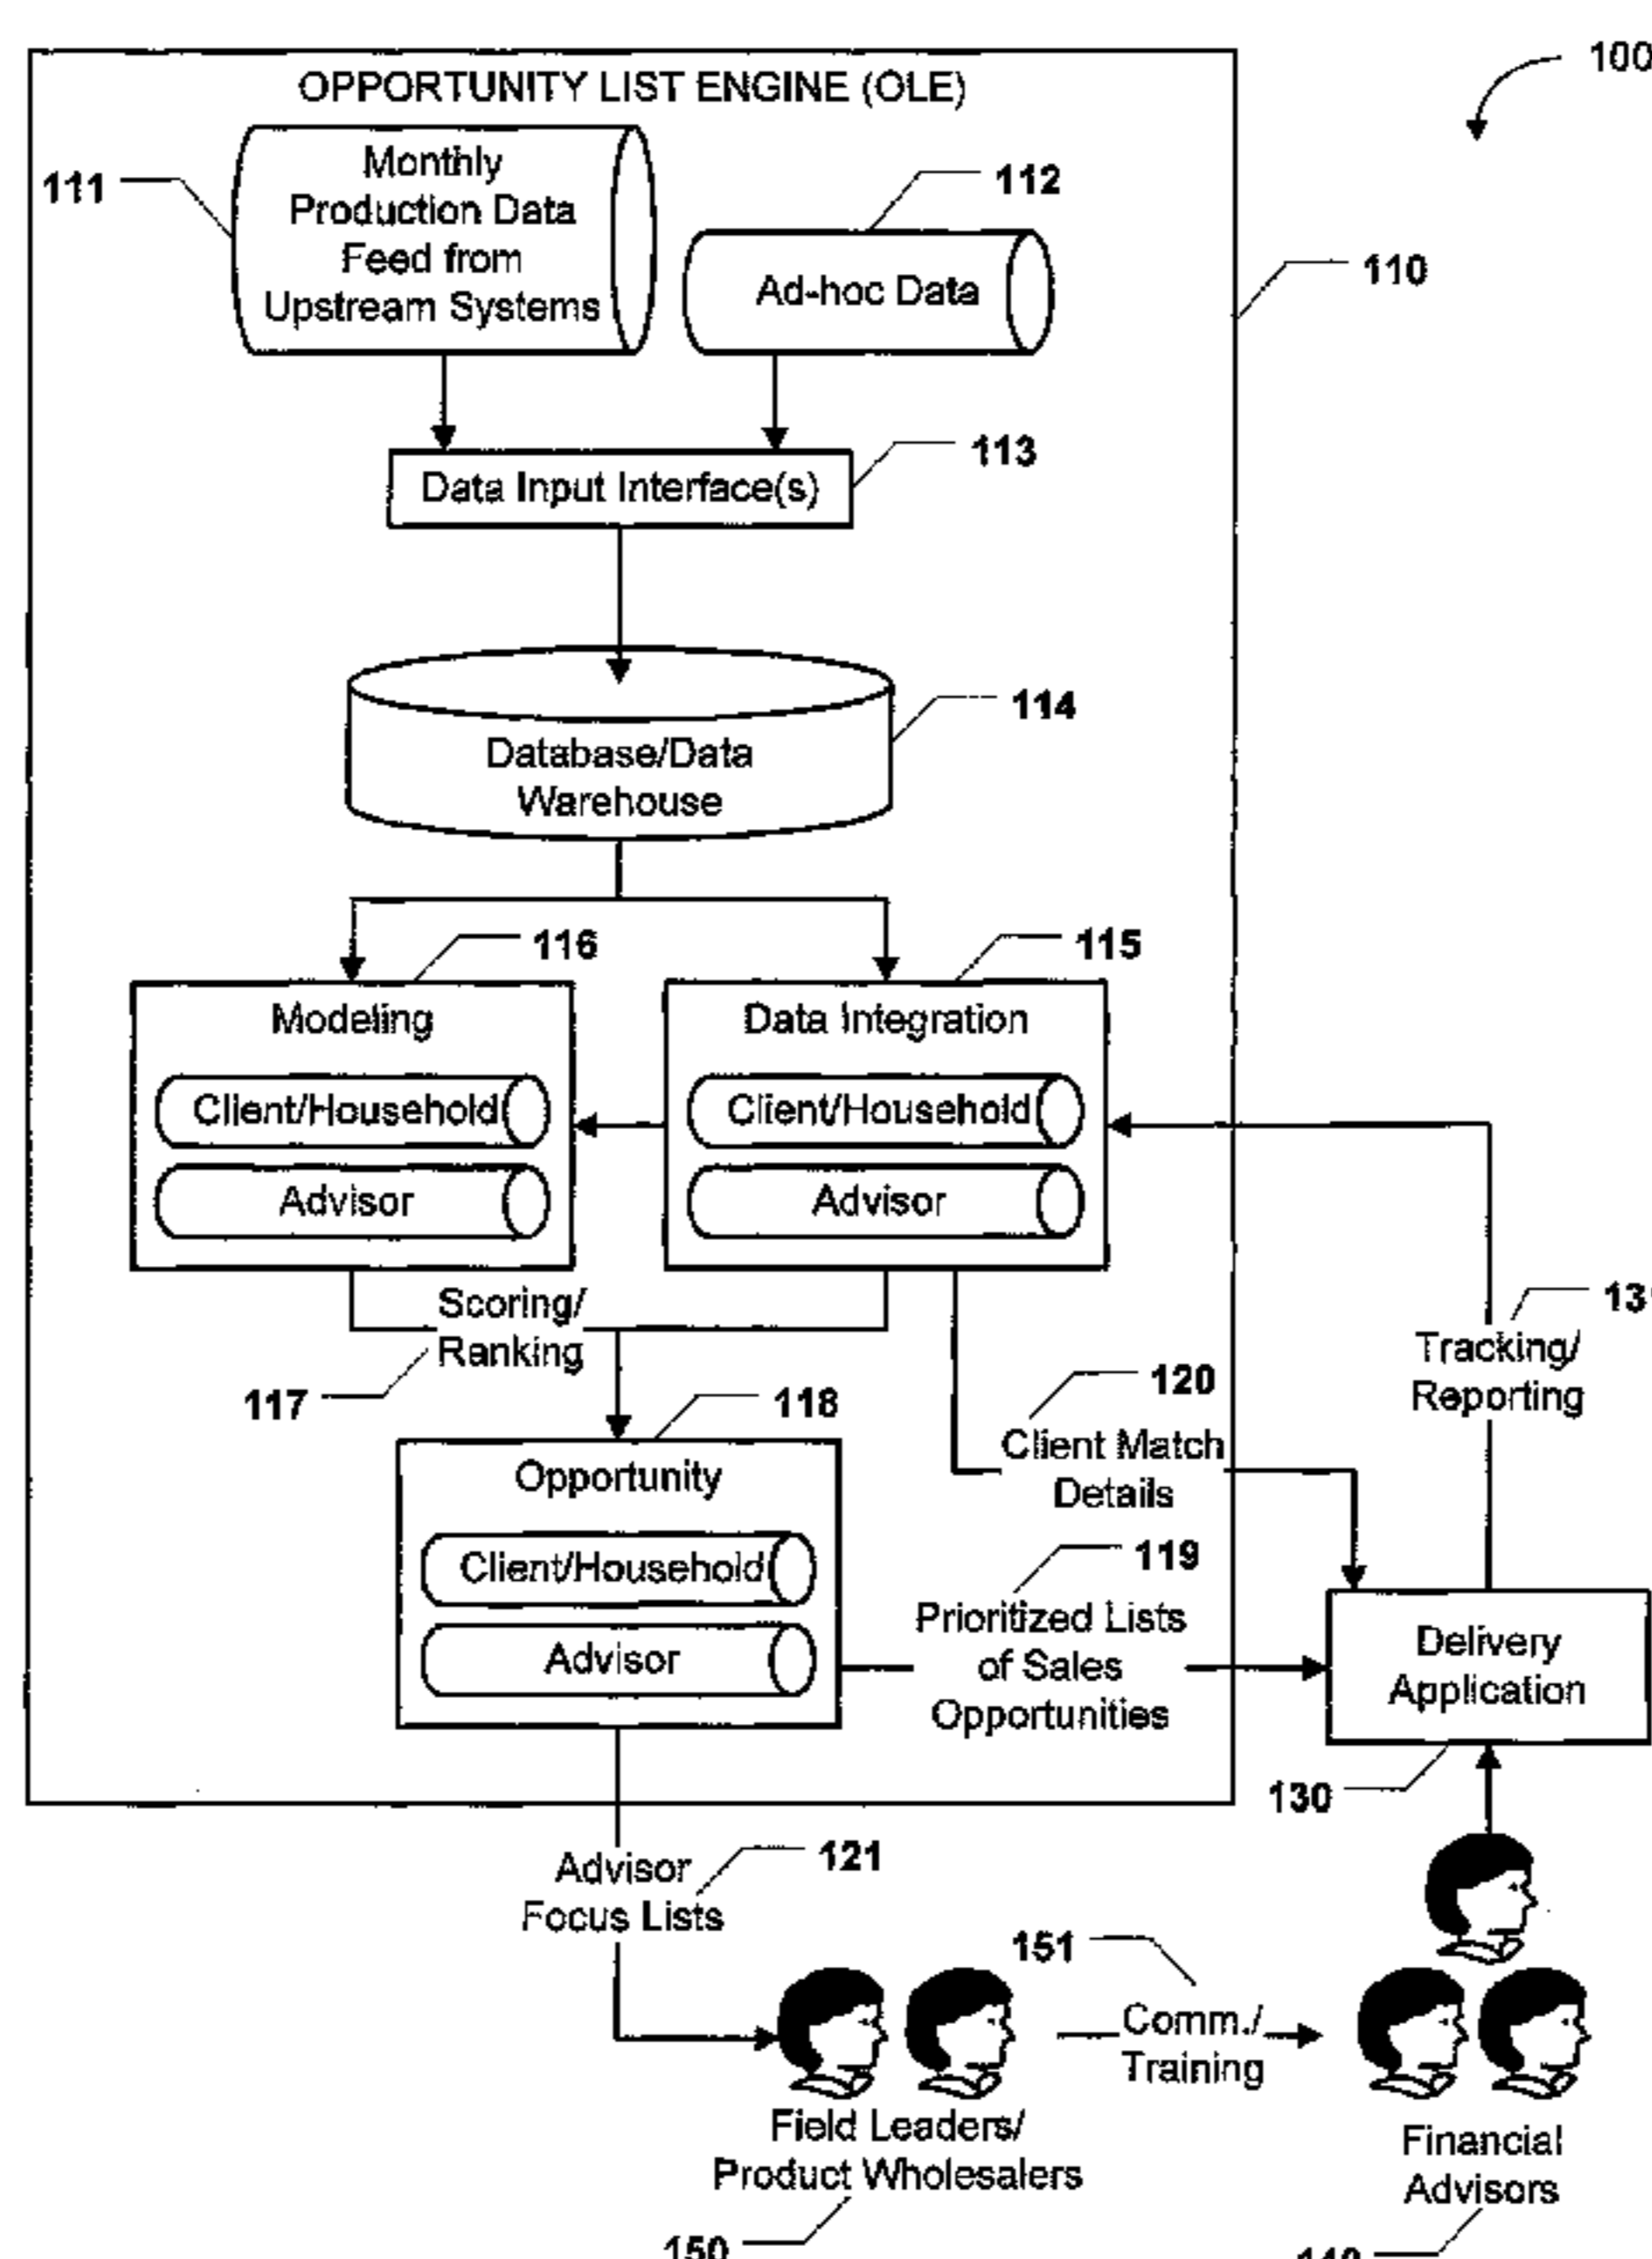 OPPORTUNITY LIST ENGINE (OLE)
100
Monthly
Production Data
Feed from
Upstream Systems
111
112
Ad-hoc Data
110
113
Data Input Interface(s)
114
Database/Data
Warehouse
116
115
Modeling
Data Integration
Client/Household
Client/Household
Advisor
Advisor
Scoring/
Ranking
117
13
Tracking/
Reporting
120
Client Match
Details
118
Opportunity
Client/Household
Advisor
119
Prioritized Lists
of Sales
Opportunities
Delivery
Application
130
Advisor
Focus Lists
121
151
Comm./
Training
Field Leaders/
Product Wholesalers
150
Financial
Advisors